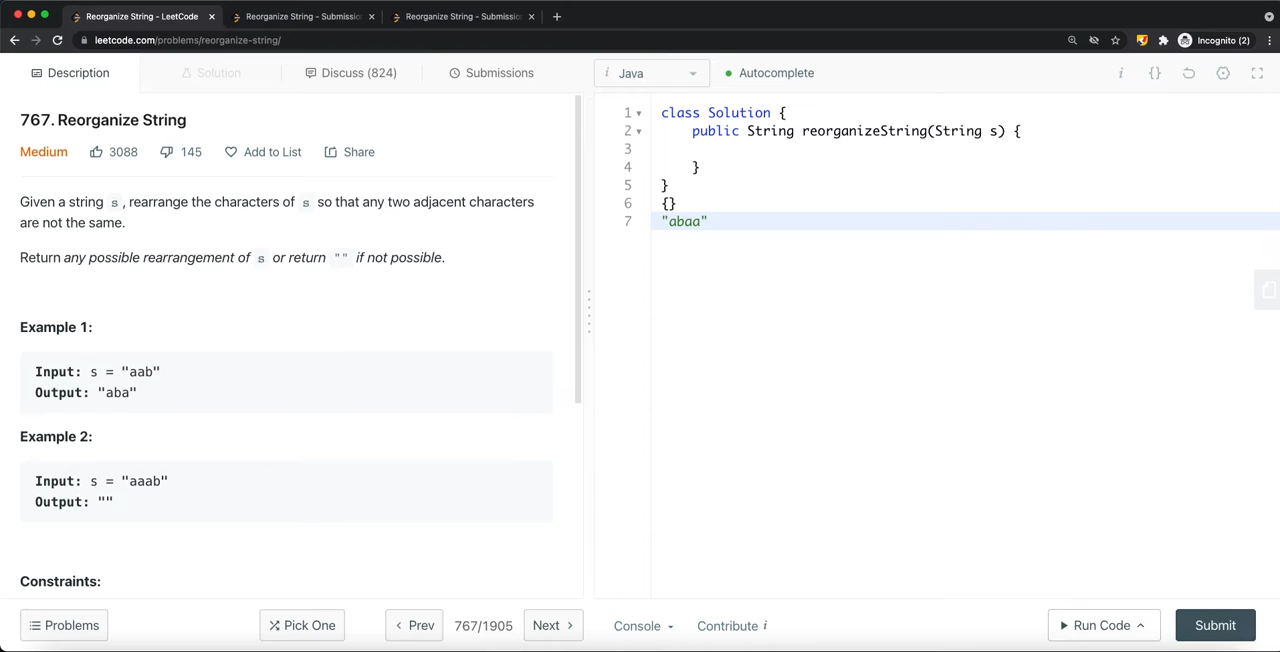 Reorganize String - LeetCode
Reorganize String - Submissio
Reorganize String - Submissio
leetcode.com/problems/reorganize-string/
Incognito (2)
Description
Solution
Discuss (824)
Submissions
i Java
Autocomplete
i {}
767. Reorganize String
Medium 3088 145 Add to List Share
Given a string s , rearrange the characters of s so that any two adjacent characters
are not the same.
Return any possible rearrangement of s or return "" if not possible.
Example 1:
Input: s = "aab"
Output: "aba"
Example 2:
Input: s = "aaab"
Output: ""
Constraints:
1 class Solution {
2 public String reorganizeString(String s) {
3
4 }
5 }
6 {}
7 "abaa"
Problems
Pick One
Prev
767/1905
Next
Console
Contribute i
Run Code
Submit